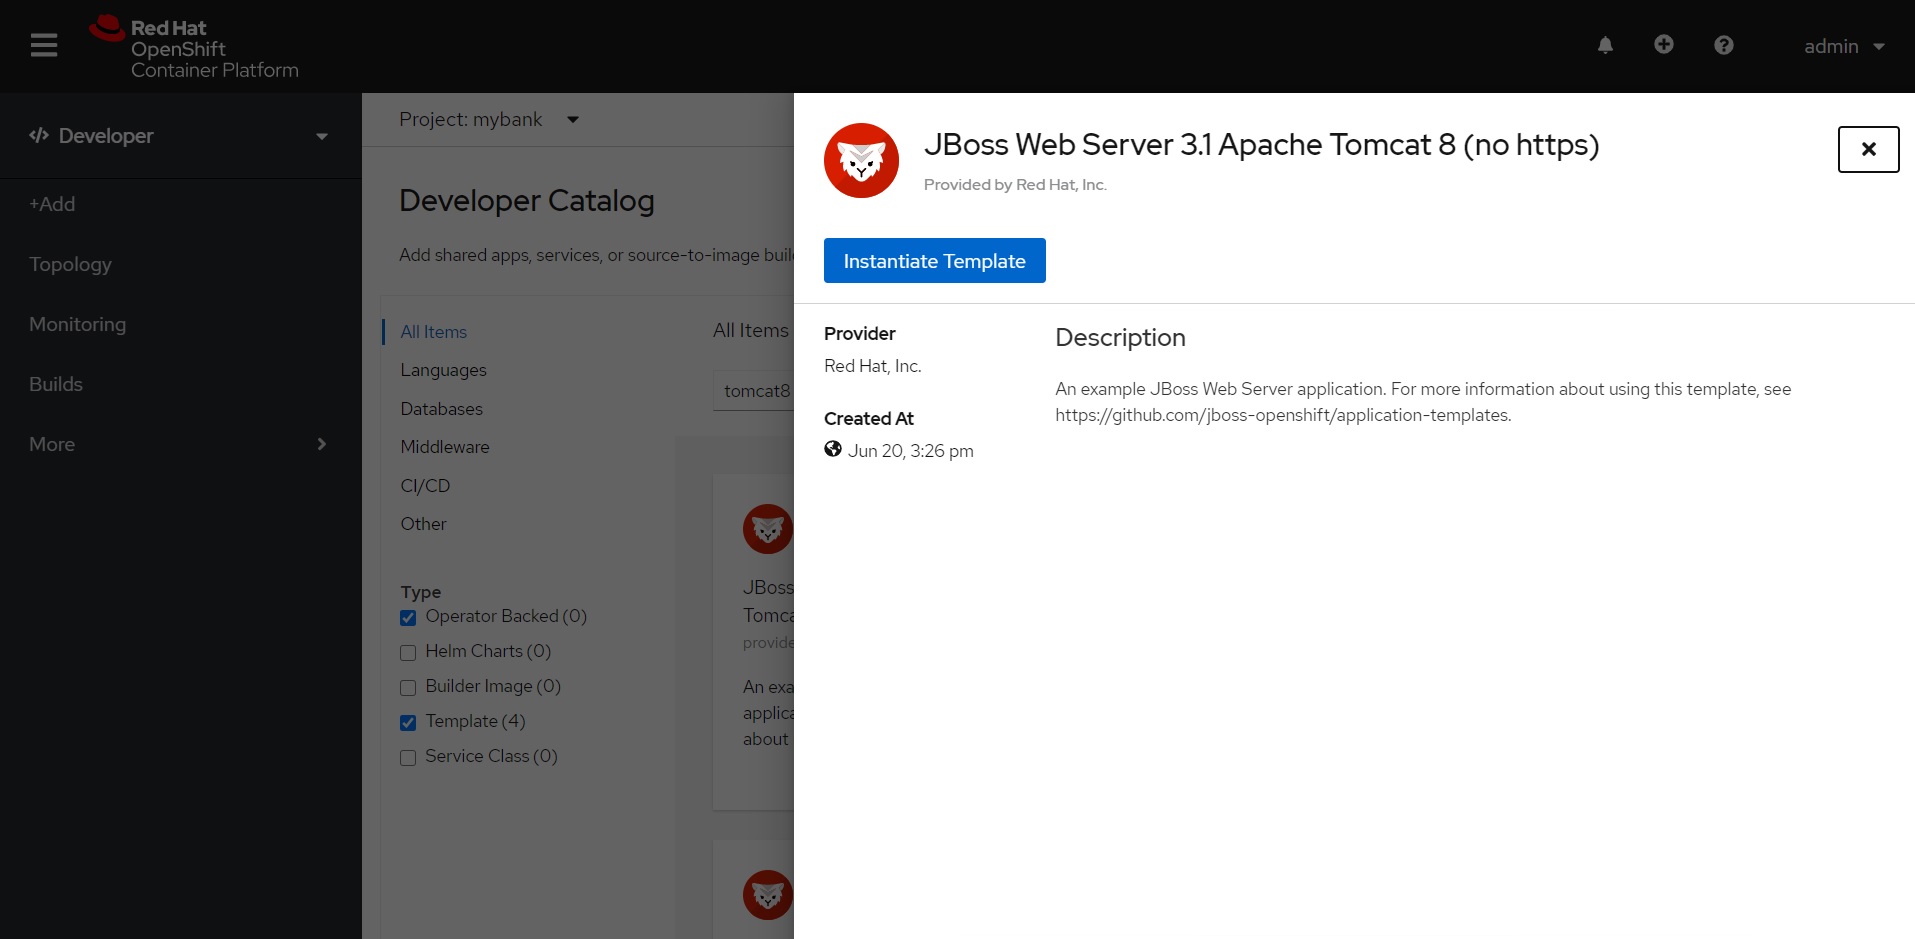 Red Hat
OpenShift
Container Platform
admin
Developer
+Add
Topology
Monitoring
Builds
More
Project: mybank
Developer Catalog
Add shared apps, services, or source-to-image
All Items
Languages
Databases
Middleware
CI/CD
Other
Type
Operator Backed (0)
Helm Charts (0)
Builder Image (0)
Template (4)
Service Class (0)
All Items
tomcat8
JBoss
An
about
JBoss Web Server 3.1 Apache Tomcat 8 (no https)
Provided by Red Hat, Inc.
Instantiate Template
Provider
Red Hat, Inc.
Created At
Jun 20, 3:26 pm
Description
An example JBoss Web Server application. For more information about using this template, see
https://github.com/jboss-openshift/application-templates.